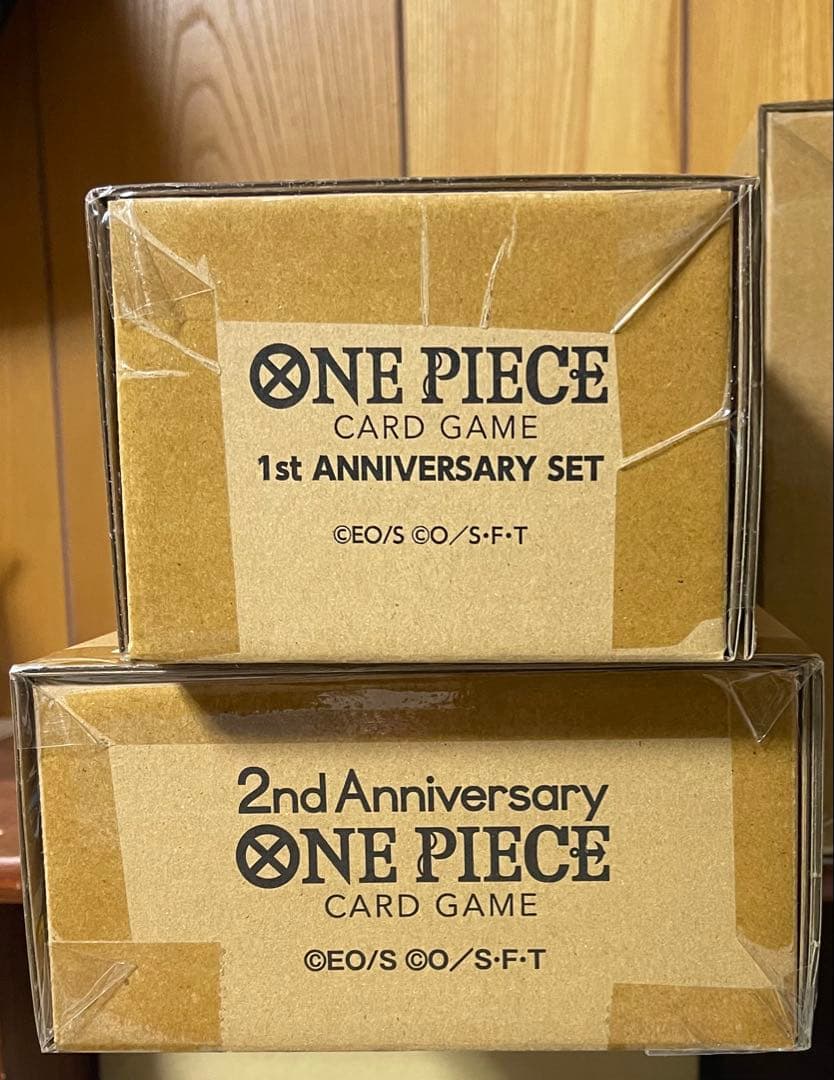 ONE PIECE
CARD GAME
1st ANNIVERSARY SET
©EO/S ©O/S・F・T
2nd Anniversary
ONE PIECE
CARD GAME
©EO/S ©O/S・F・T